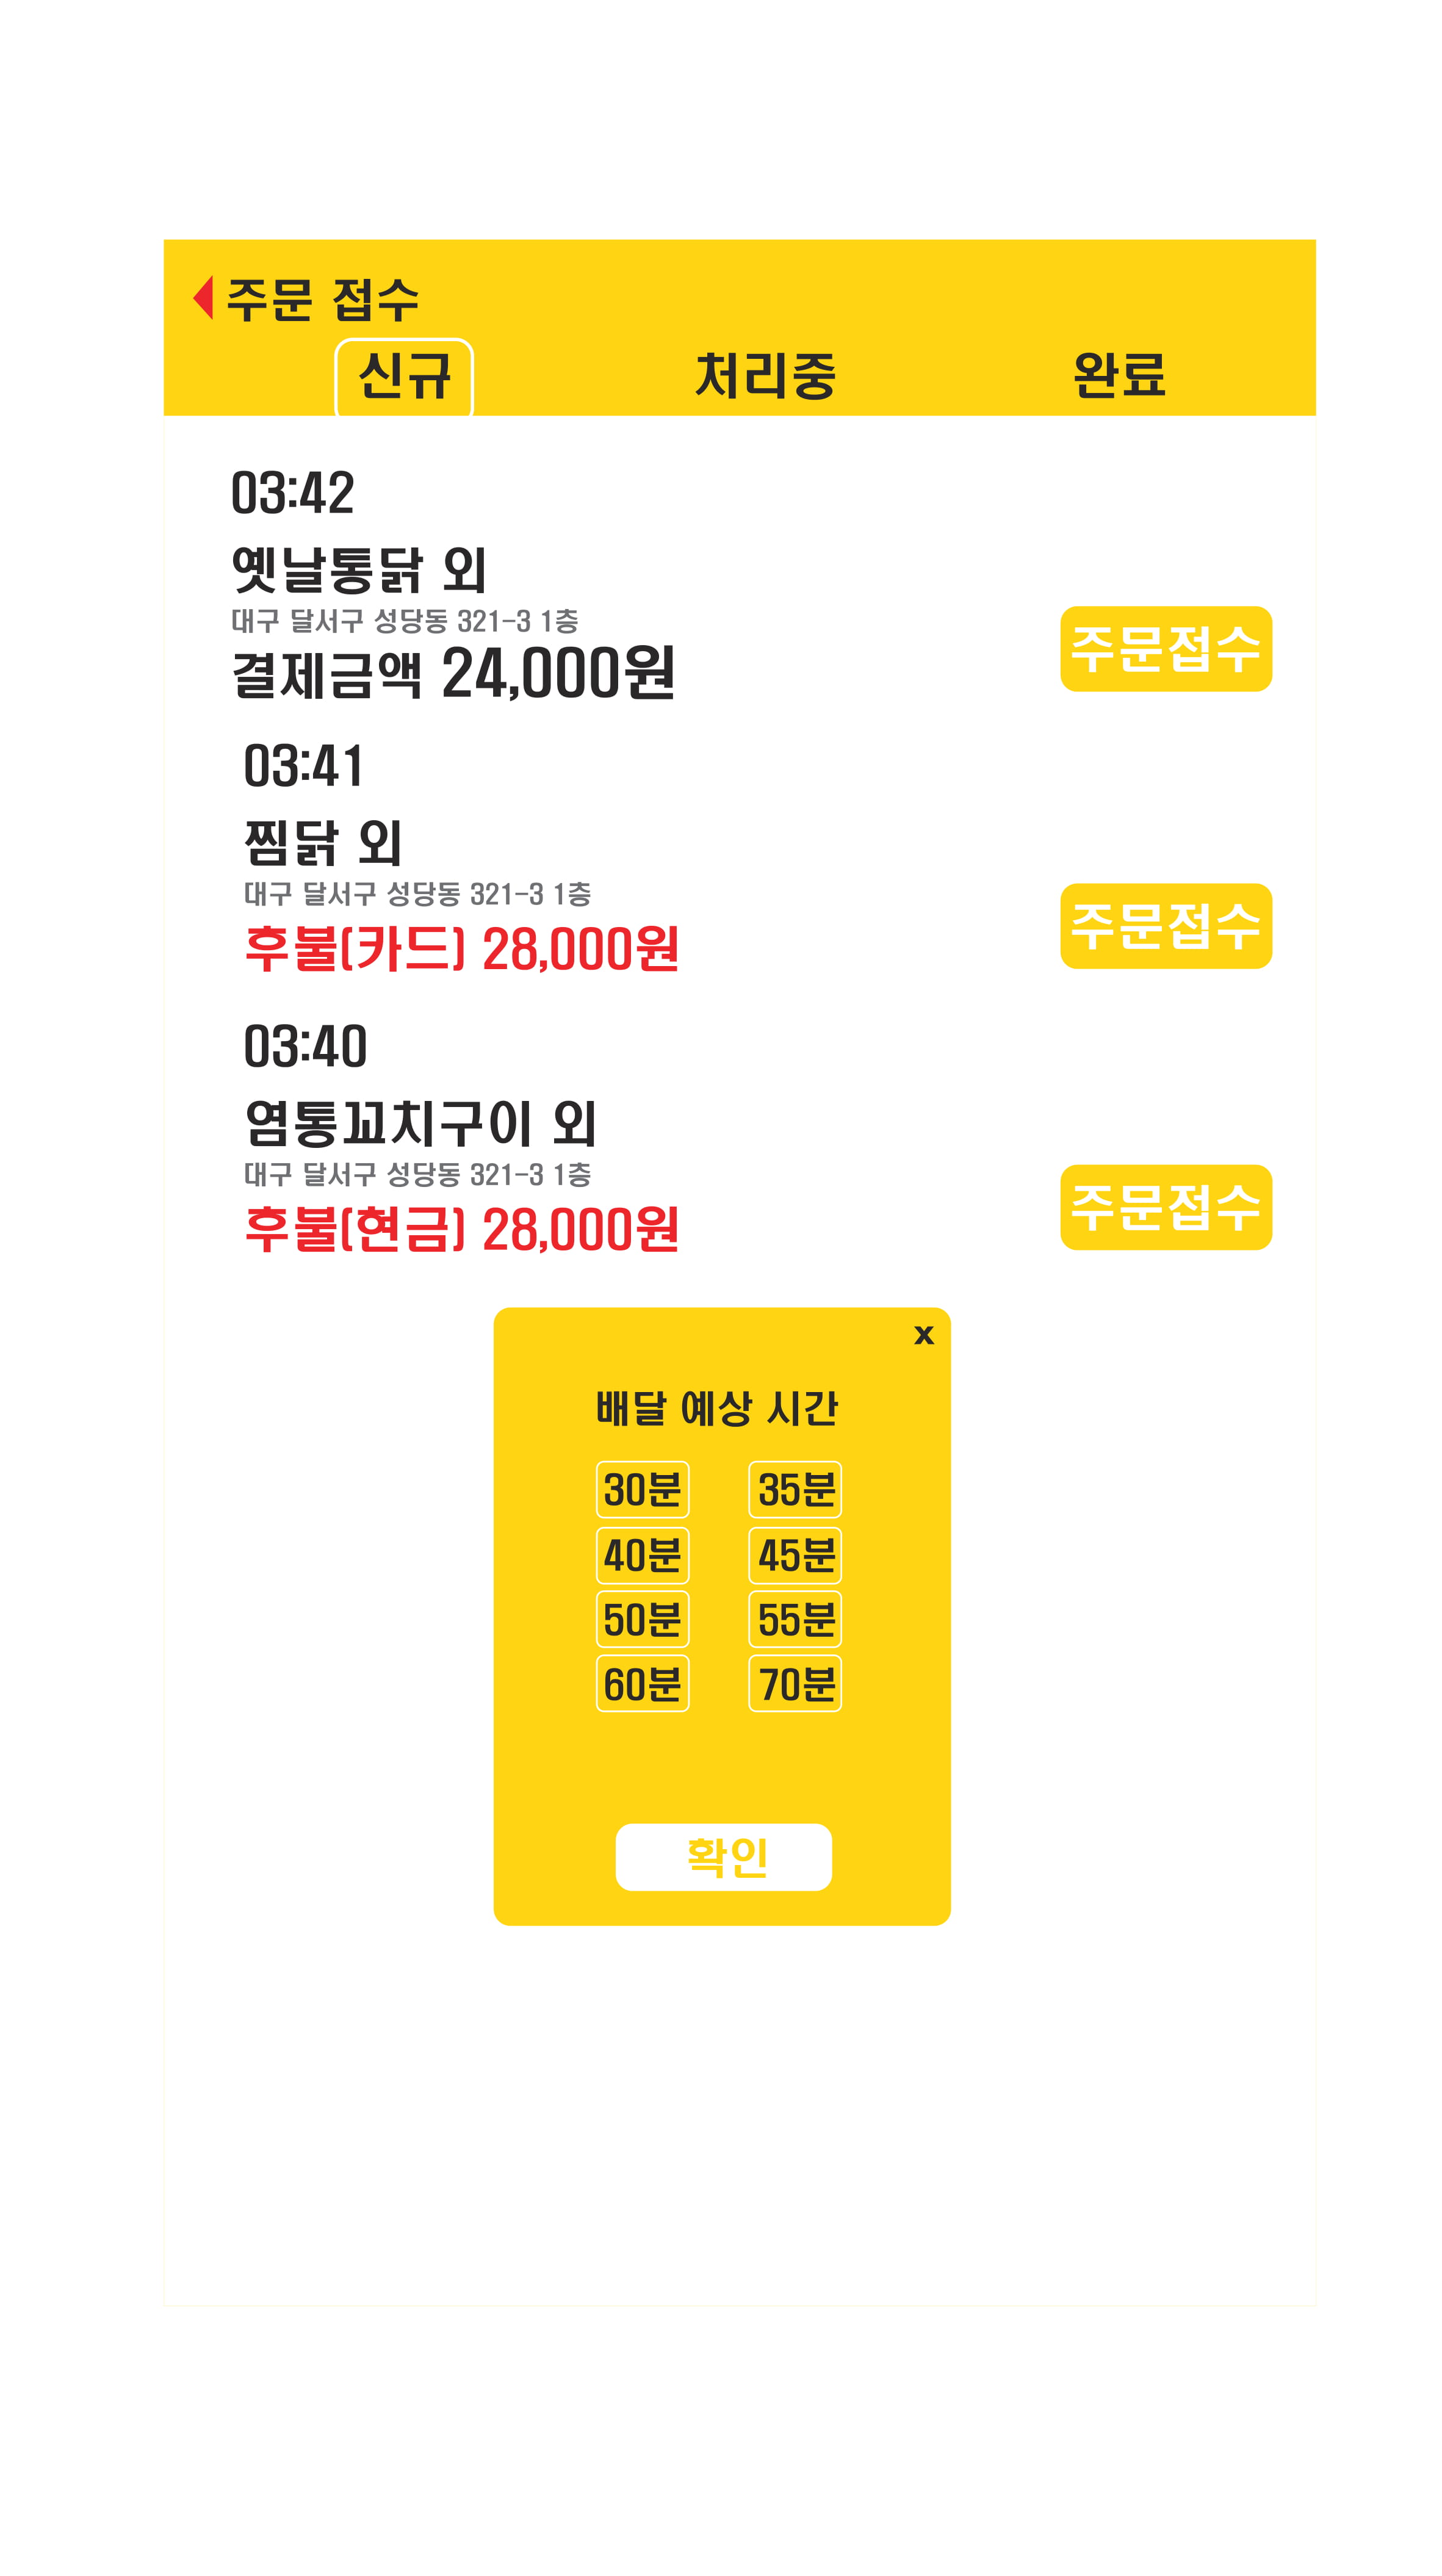 주문 접수
신규 처리중 완료
03:42
옛날통닭 외
대구 달서구 성당동 321-3 1층
결제금액 24,000원
주문접수
03:41
찜닭 외
대구 달서구 성당동 321-3 1층
후불(카드) 28,000원
주문접수
03:40
염통꼬치구이 외
대구 달서구 성당동 321-3 1층
후불(현금) 28,000원
주문접수
x
배달 예상 시간
30분 35분
40분 45분
50분 55분
60분 70분
확인